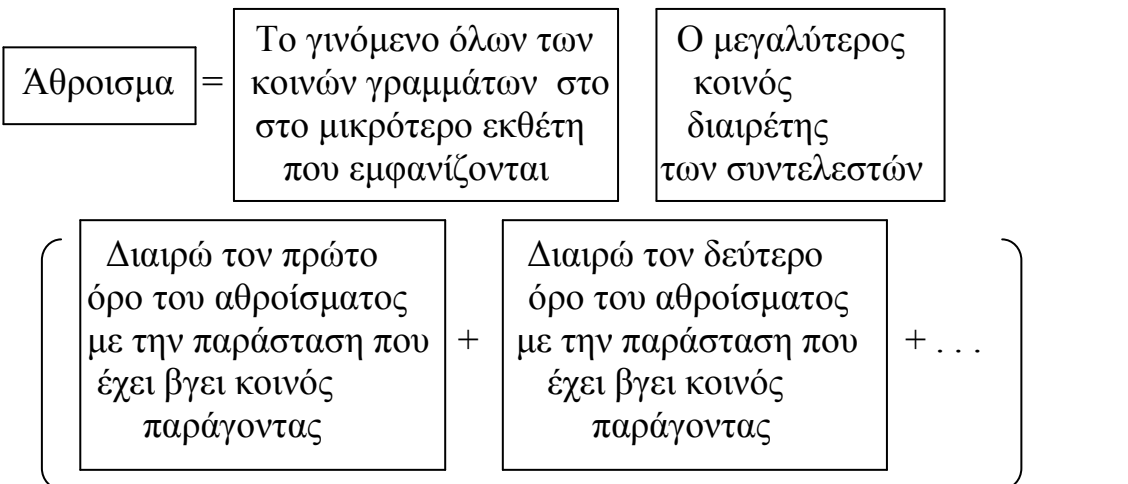 Άθροισμα
=
Το γινόμενο όλων των
κοινών γραμμάτων στο
στο μικρότερο εκθέτη
που εμφανίζονται
Ο μεγαλύτερος
κοινός
διαιρέτης
των συντελεστών
Διαιρώ τον πρώτο
όρο του αθροίσματος
με την παράσταση που
έχει βγει κοινός
παράγοντας
+
Διαιρώ τον δεύτερο
όρο του αθροίσματος
με την παράσταση που
έχει βγει κοινός
παράγοντας
+ . . .